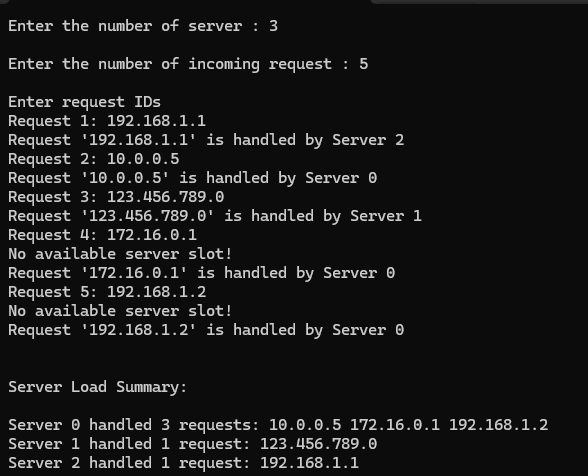 Enter the number of server : 3
Enter the number of incoming request : 5
Enter request IDs
Request 1: 192.168.1.1
Request '192.168.1.1' is handled by Server 2
Request 2: 10.0.0.5
Request '10.0.0.5' is handled by Server 0
Request 3: 123.456.789.0
Request '123.456.789.0' is handled by Server 1
Request 4: 172.16.0.1
No available server slot!
Request '172.16.0.1' is handled by Server 0
Request 5: 192.168.1.2
No available server slot!
Request '192.168.1.2' is handled by Server 0
Server Load Summary:
Server 0 handled 3 requests: 10.0.0.5 172.16.0.1 192.168.1.2
Server 1 handled 1 request: 123.456.789.0
Server 2 handled 1 request: 192.168.1.1